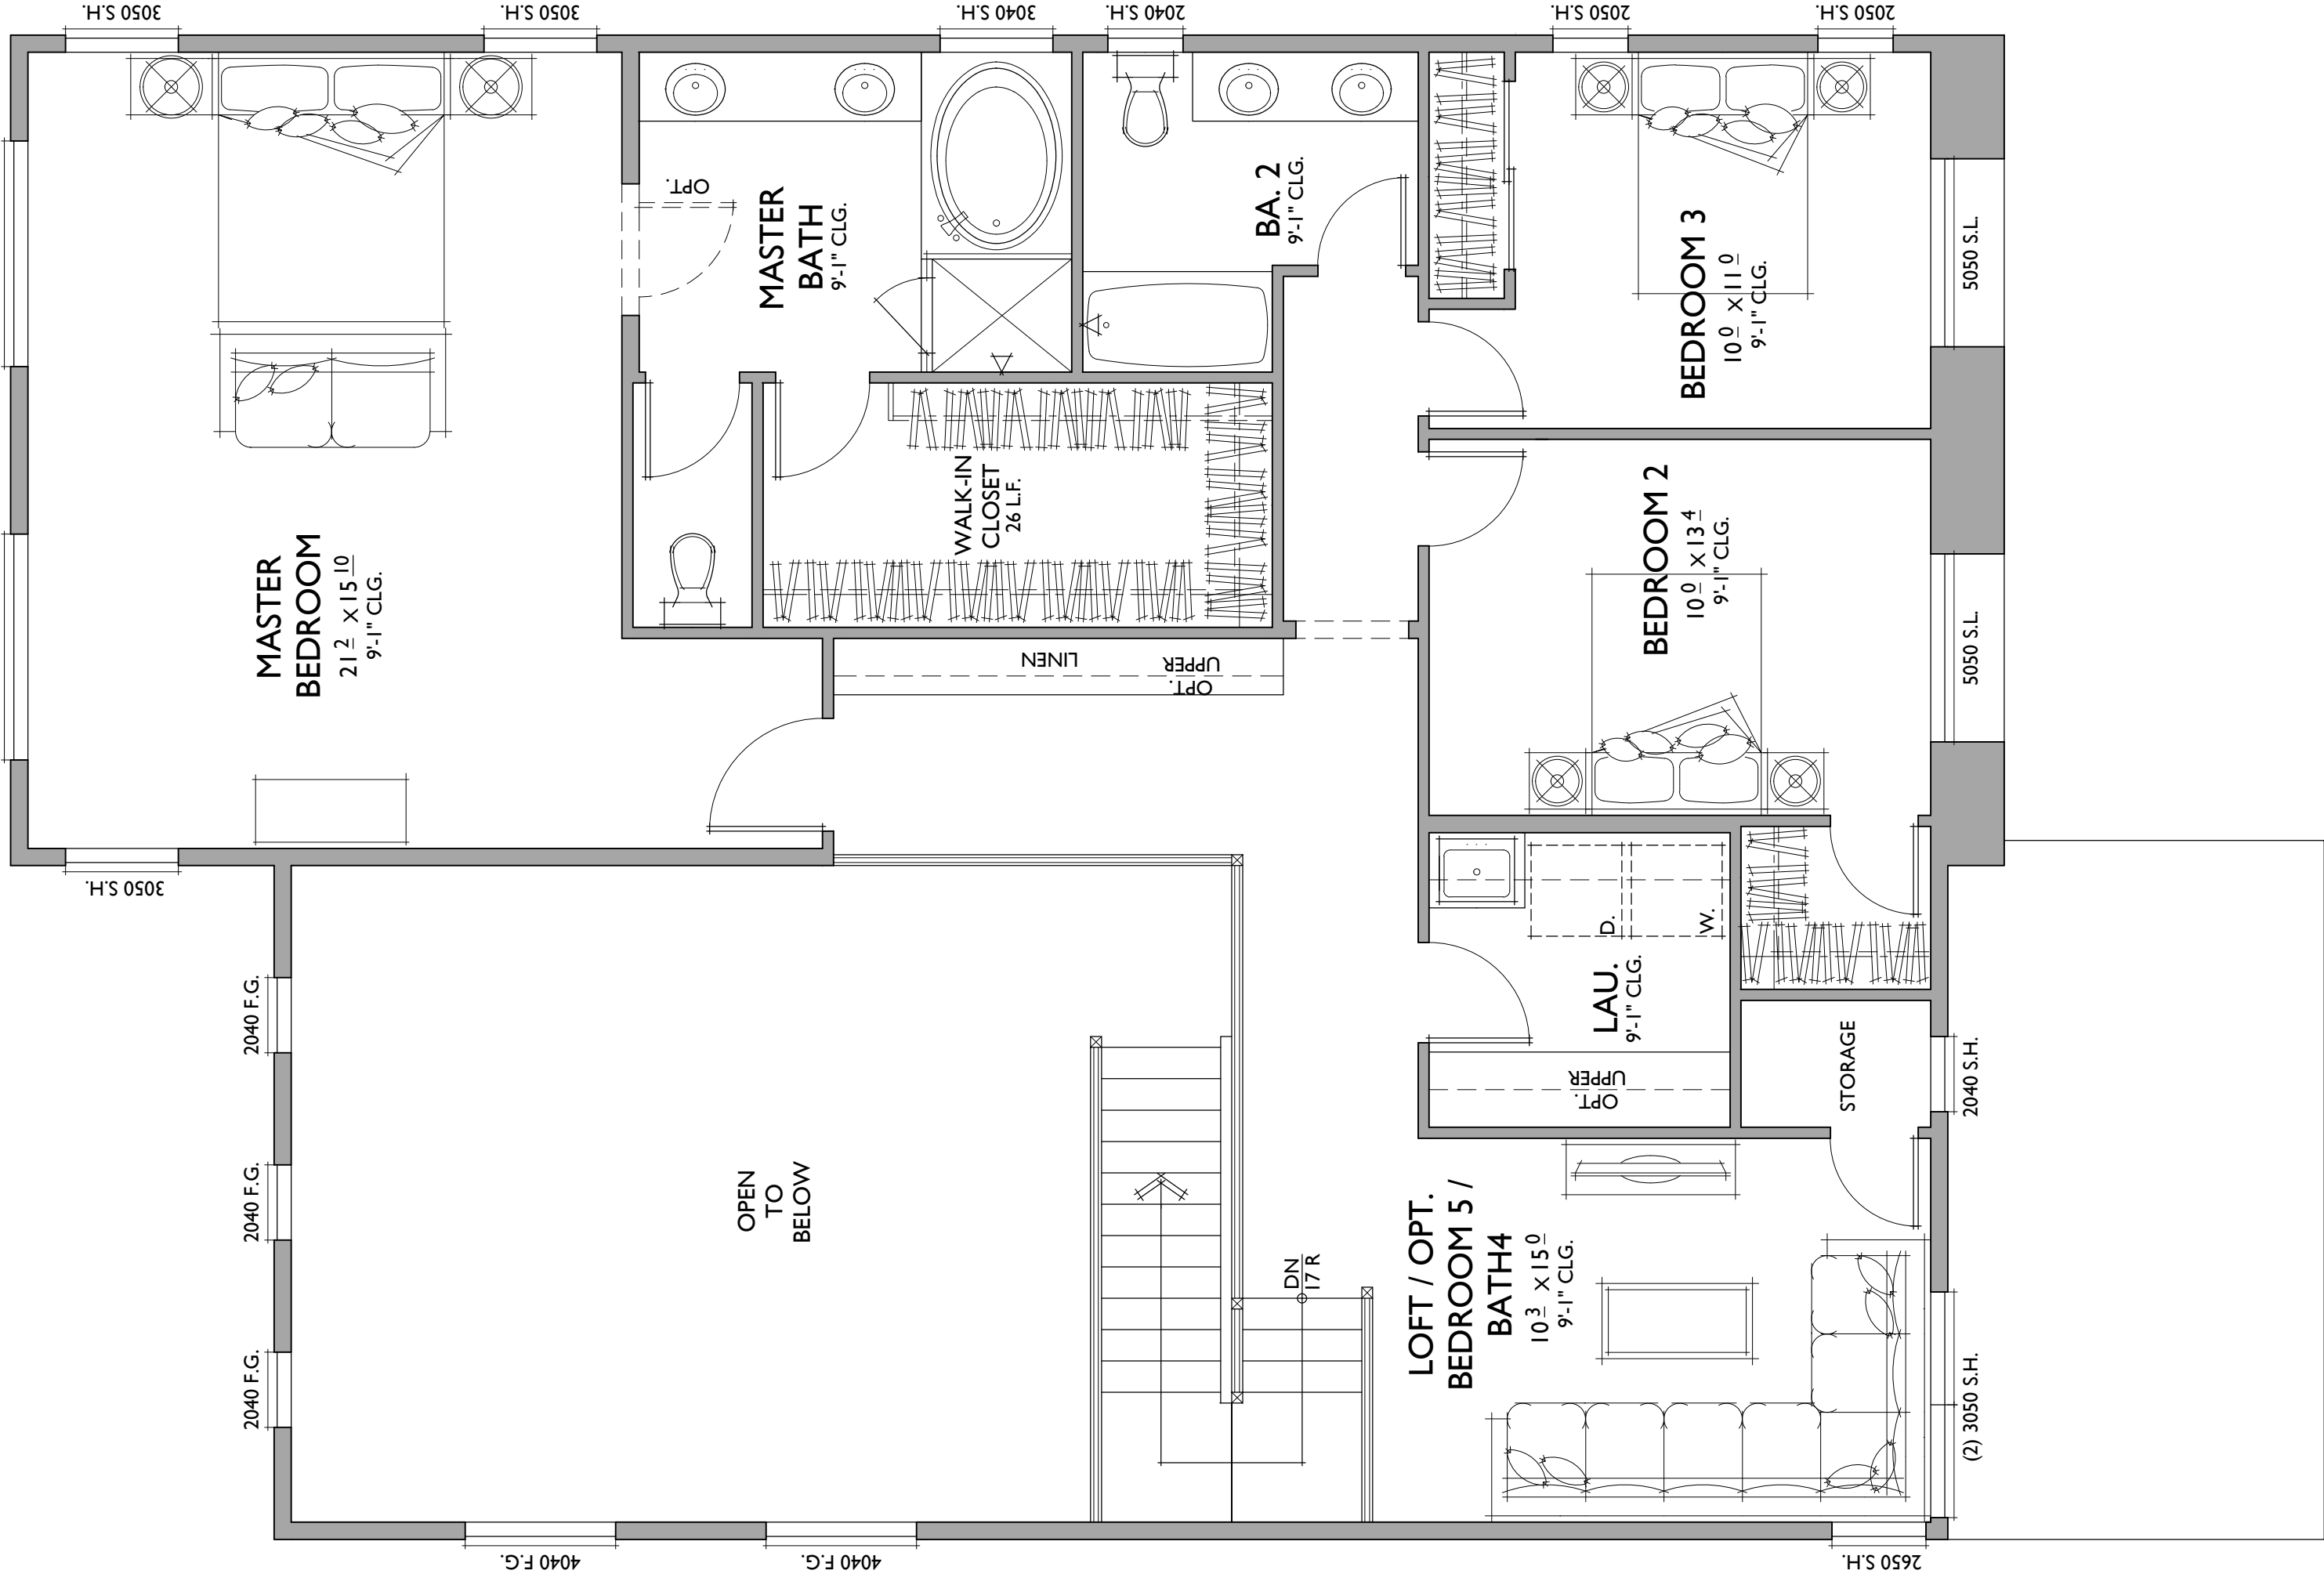 3050 S.H.
3050 S.H.
3040 S.H.
2040 S.H.
2050 S.H.
2050 S.H.
OPT.
MASTER
BATH
9'-1" CLG.
BA. 2
9'-1" CLG.
BEDROOM 3
10 0 X 11 0
9'-1" CLG.
5050 S.L.
MASTER
BEDROOM
21 2 X 15 10
9'-1" CLG.
WALK-IN
CLOSET
26 L.F.
BEDROOM 2
10 0 X 13 4
9'-1" CLG.
5050 S.L.
LINEN
OPT.
UPPER
3050 S.H.
D.
W.
LAU.
9'-1" CLG.
OPT.
UPPER
STORAGE
2040 S.H.
2040 F.G.
2040 F.G.
2040 F.G.
OPEN
TO
BELOW
DN
17 R
LOFT / OPT.
BEDROOM 5 /
BATH4
10 3 X 15 0
9'-1" CLG.
(2) 3050 S.H.
4040 F.G.
4040 F.G.
2650 S.H.